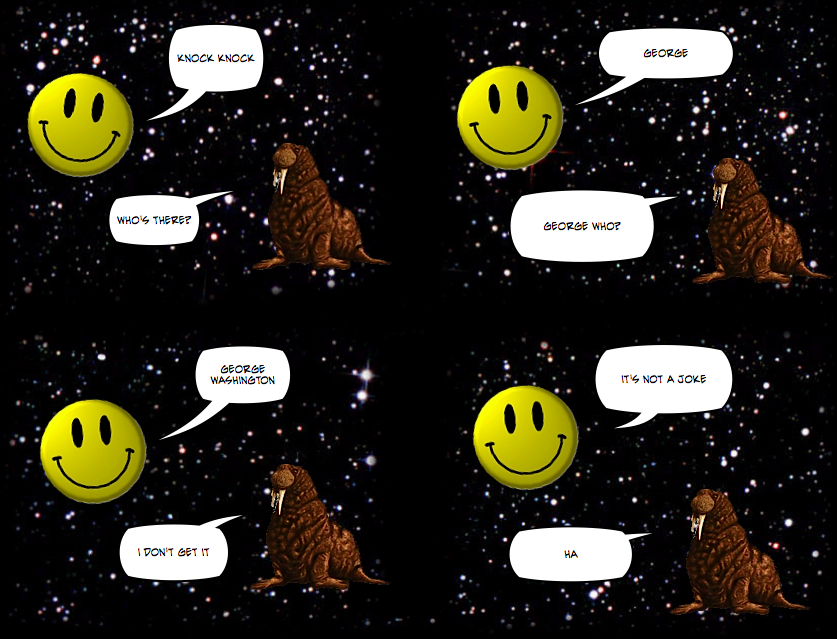 KNOCK KNOCK
WHO'S THERE?
GEORGE
GEORGE WHO?
GEORGE
WASHINGTON
I DON'T GET IT
IT'S NOT A JOKE
HA